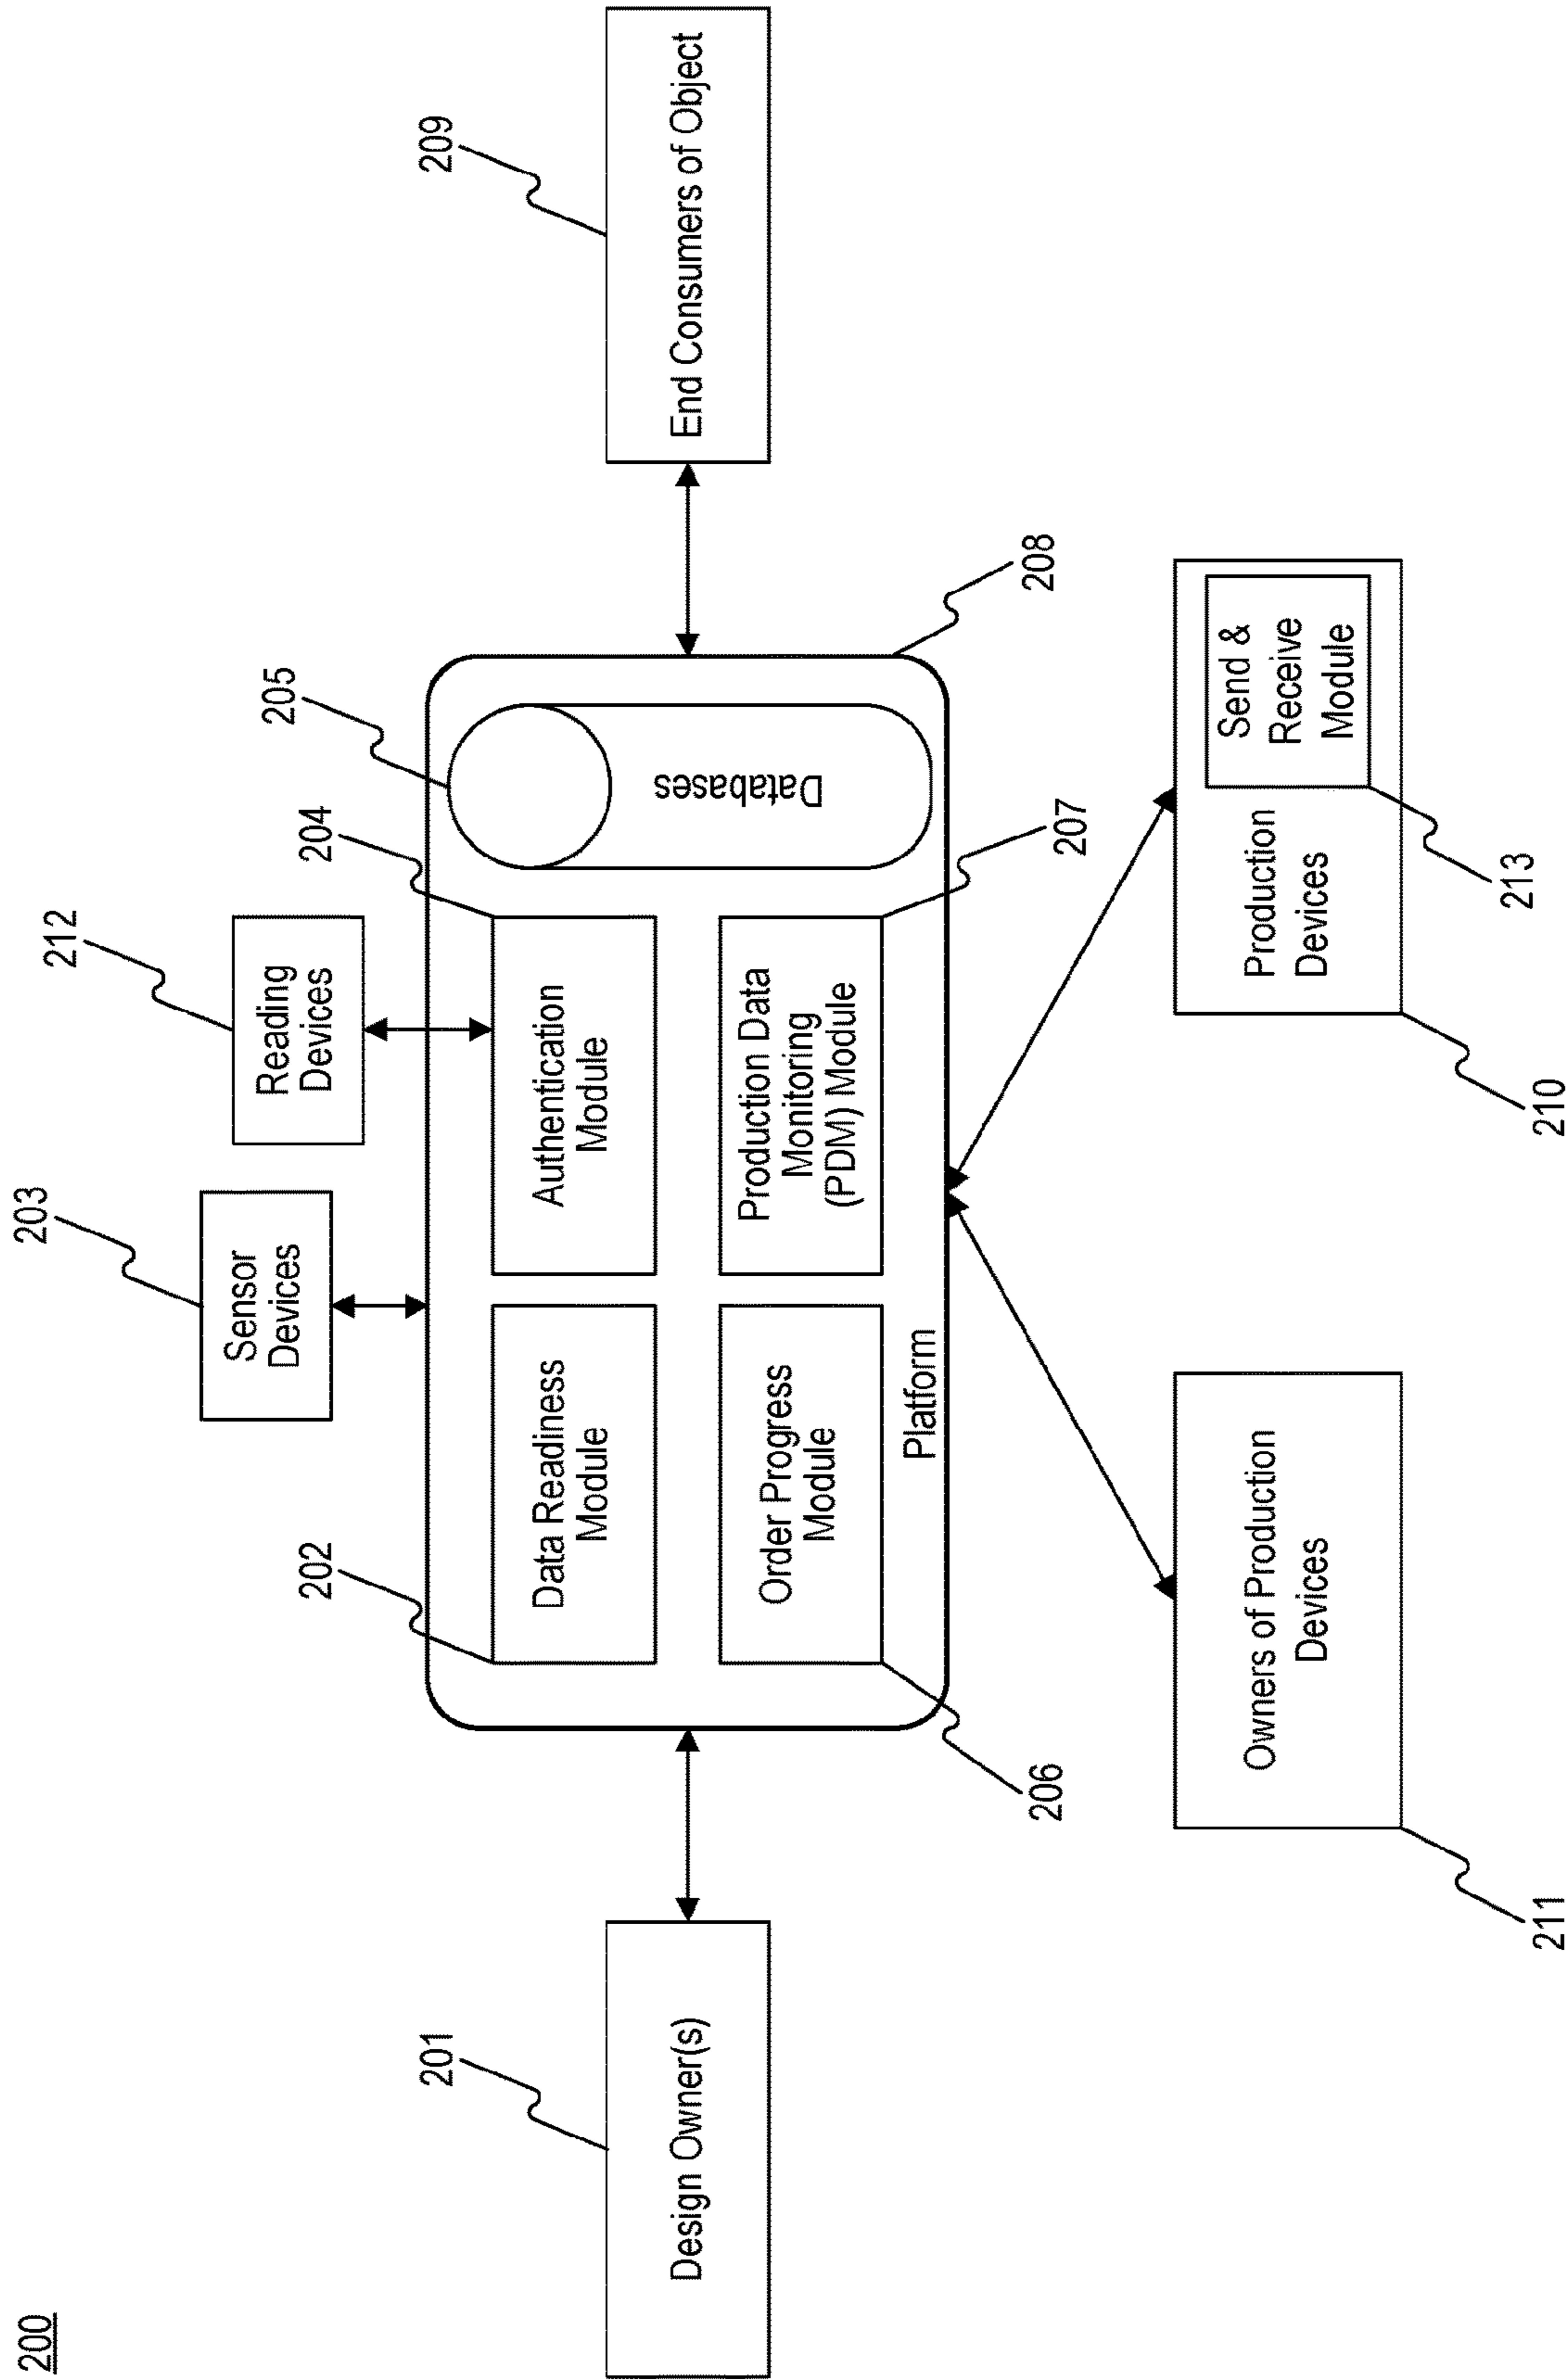 200
203
212
Sensor
Devices
Reading
Devices
202
204
205
Data Readiness
Module
Authentication
Module
Databases
201
209
Design Owner(s)
End Consumers of Object
Order Progress
Module
Production Data
Monitoring
(PDM) Module
Platform
206
207
208
Owners of Production
Devices
Production
Devices
Send &
Receive
Module
211
210
213